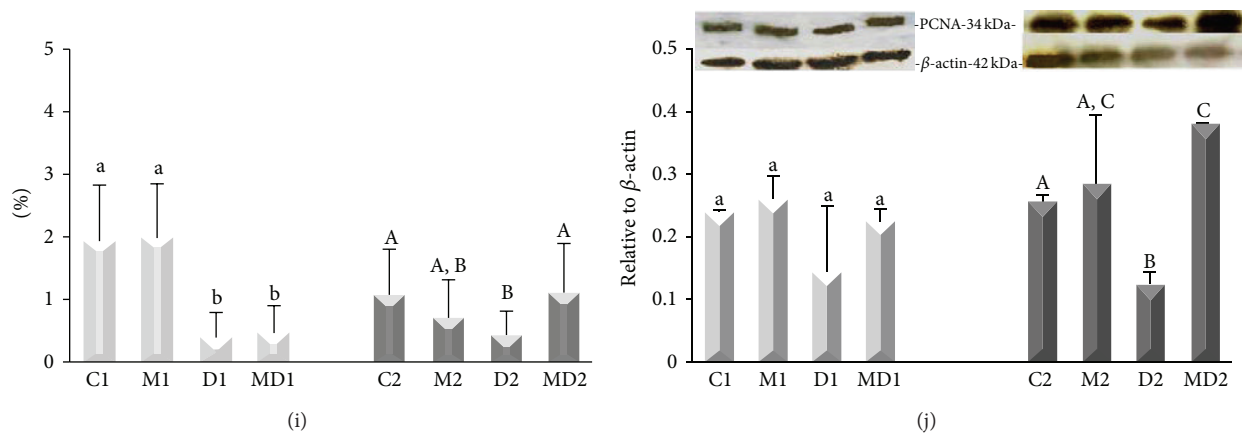 5
4
3
2
1
0
(%)
a
a
b
b
A
A, B
B
A
C1 M1 D1 MD1 C2 M2 D2 MD2
(i)
-PCNA-34 kDa-
-β-actin-42 kDa-
0.5
0.4
0.3
0.2
0.1
0
Relative to β-actin
a
a
a
a
A
A, C
B
C
C1 M1 D1 MD1 C2 M2 D2 MD2
(j)